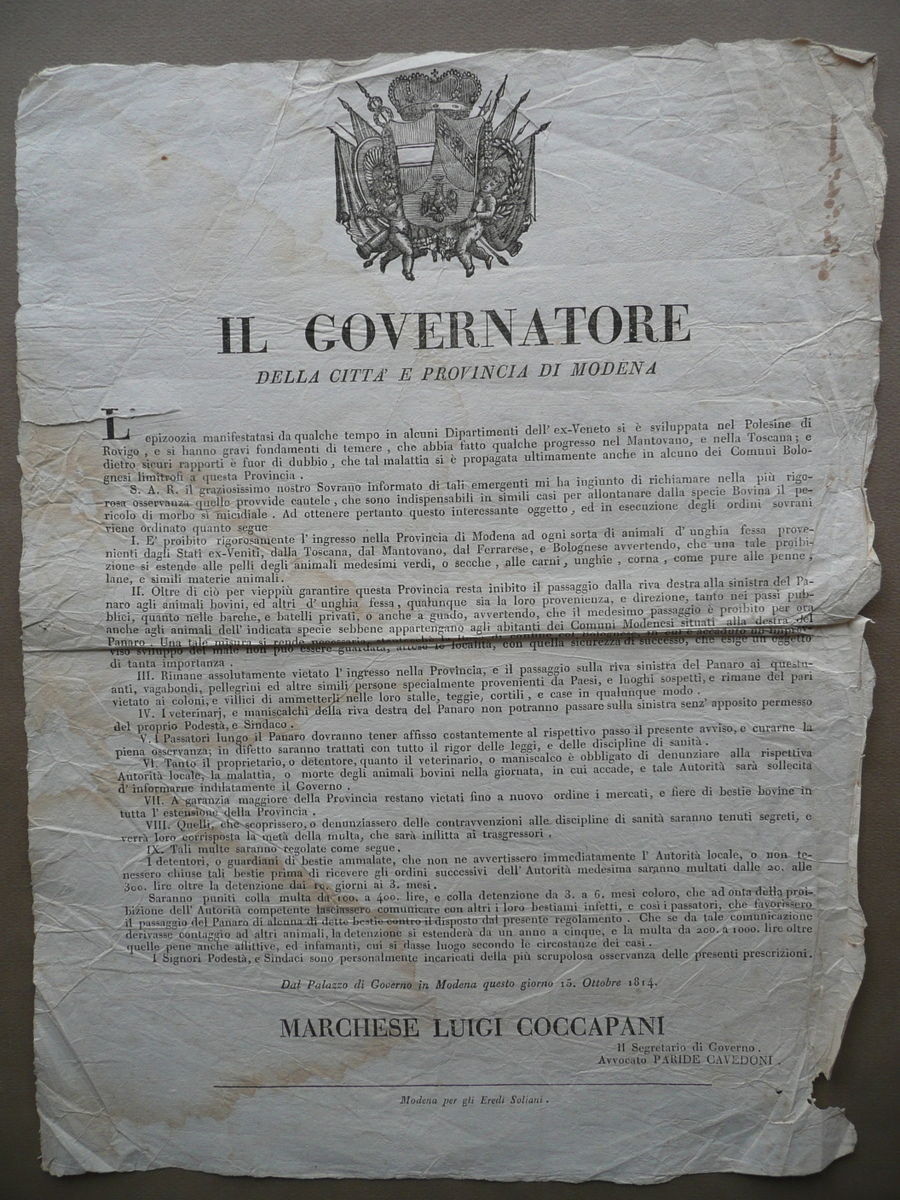 IL GOVERNATORE
DELLA CITTA' E PROVINCIA DI MODENA
L' epizoozia manifestatasi da qualche tempo in alcuni Dipartimenti dell' ex-Veneto si è sviluppata nel Polesine di
Rovigo, e si hanno gravi fondamenti di temere, che abbia fatto qualche progresso nel Mantovano, e nella Toscana; e
dietro sicuri rapporti è fuor di dubbio, che tal malattia si è propagata ultimamente anche in alcuno dei Comuni Bolo-
gnesi limitrofi a questa Provincia.
S. A. R. il graziosissimo nostro Sovrano informato di tali emergenti mi ha ingiunto di richiamare nella più rigo-
rosa osservanza quelle provvide cautele, che sono indispensabili in simili casi per allontanare dalla specie Bovina il pe-
ricolo di morbo sì micidiale. Ad ottenere pertanto questo interessante oggetto, ed in esecuzione degli ordini sovrani
viene ordinato quanto segue
I. E' proibito rigorosamente l' ingresso nella Provincia di Modena ad ogni sorta di animali d' unghia fessa prove-
nienti dagli Stati ex-Veniti, dalla Toscana, dal Mantovano, dal Ferrarese, e Bolognese avvertendo, che una tale proibi-
zione si estende alle pelli degli animali medesimi verdi, o secche, alle carni, unghie, corna, come pure alle penne,
lane, e simili materie animali.
II. Oltre di ciò per vieppiù garantire questa Provincia resta inibito il passaggio dalla riva destra alla sinistra del Pa-
naro agli animali bovini, ed altri d' unghia fessa, qualunque sia la loro provenienza, e direzione, tanto nei passi pub-
blici, quanto nelle barche, e batelli privati, o anche a guado, avvertendo, che il medesimo passaggio è proibito per ora
anche agli animali dell' indicata specie sebbene appartengano agli abitanti dei Comuni Modenesi situati alla destra del
Panaro. Una tale misura si rende
viso sviluppo del male non può essere guardata, attese le località, con quella sicurezza di successo, che esige un oggetto
di tanta importanza.
III. Rimane assolutamente vietato l' ingresso nella Provincia, e il passaggio sulla riva sinistra del Panaro ai questu-
anti, vagabondi, pellegrini ed altre simili persone specialmente provenienti da Paesi, e luoghi sospetti, e rimane del pari
vietato ai coloni, e villici di ammetterli nelle loro stalle, teggie, cortili, e case in qualunque modo.
IV. I veterinarj, e maniscalchi della riva destra del Panaro non potranno passare sulla sinistra senz' apposito permesso
del proprio Podestà, e Sindaco.
V. I Passatori lungo il Panaro dovranno tener affisso costantemente al rispettivo passo il presente avviso, e curarne la
piena osservanza; in difetto saranno trattati con tutto il rigor delle leggi, e delle discipline di sanità.
VI. Tanto il proprietario, o detentore, quanto il veterinario, o maniscalco è obbligato di denunziare alla rispettiva
Autorità locale, la malattia, o morte degli animali bovini nella giornata, in cui accade, e tale Autorità sarà sollecita
d' informarne indilatamente il Governo.
VII. A garanzia maggiore della Provincia restano vietati fino a nuovo ordine i mercati, e fiere di bestie bovine in
tutta l' estensione della Provincia.
VIII. Quelli, che scoprissero, o denunziassero delle contravvenzioni alle discipline di sanità saranno tenuti segreti, e
verrà loro corrisposta la metà della multa, che sarà inflitta ai trasgressori.
IX. Tali multe saranno regolate come segue.
I detentori, o guardiani di bestie ammalate, che non ne avvertissero immediatamente l' Autorità locale, o non te-
nessero chiuse tali bestie prima di ricevere gli ordini successivi dell' Autorità medesima saranno multati dalle 20. alle
300. lire oltre la detenzione dai 10. giorni ai 3. mesi.
Saranno puniti colla multa da 100. a 400. lire, e colla detenzione da 3. a 6. mesi coloro, che ad onta della proi-
bizione dell' Autorità competente lasciassero comunicare con altri i loro bestiami infetti, e così i passatori, che favorissero
il passaggio del Panaro di alcuna di dette bestie contro il disposto dal presente regolamento. Che se da tale comunicazione
derivasse contagio ad altri animali, la detenzione si estenderà da un anno a cinque, e la multa da 200. a 1000. lire oltre
quelle pene anche afflittive, ed infamanti, cui si dasse luogo secondo le circostanze dei casi.
I Signori Podestà, e Sindaci sono personalmente incaricati della più scrupolosa osservanza delle presenti prescrizioni.
Dal Palazzo di Governo in Modena questo giorno 15. Ottobre 1814.
MARCHESE LUIGI COCCAPANI
Il Segretario di Governo.
Avvocato PARIDE CAVEDONI.
Modena per gli Eredi Soliani.